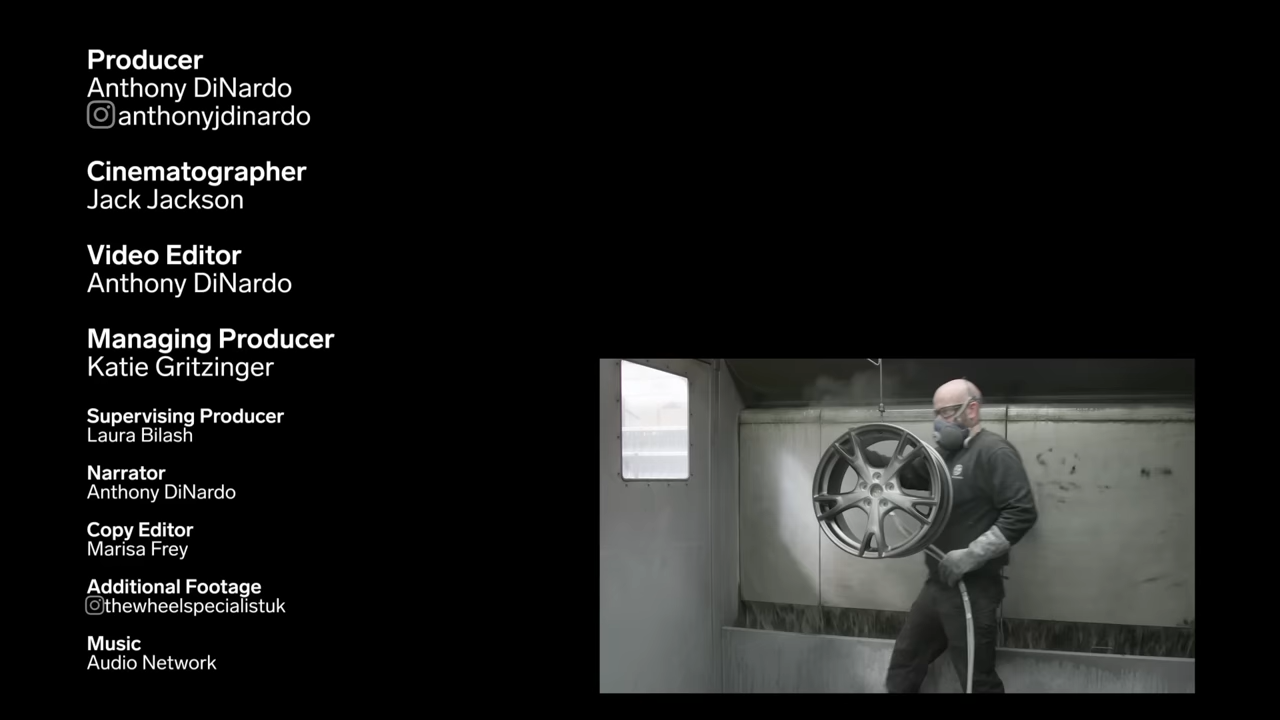 Producer
Anthony DiNardo
anthonyjdinardo
Cinematographer
Jack Jackson
Video Editor
Anthony DiNardo
Managing Producer
Katie Gritzinger
Supervising Producer
Laura Bilash
Narrator
Anthony DiNardo
Copy Editor
Marisa Frey
Additional Footage
thewheelspecialistuk
Music
Audio Network